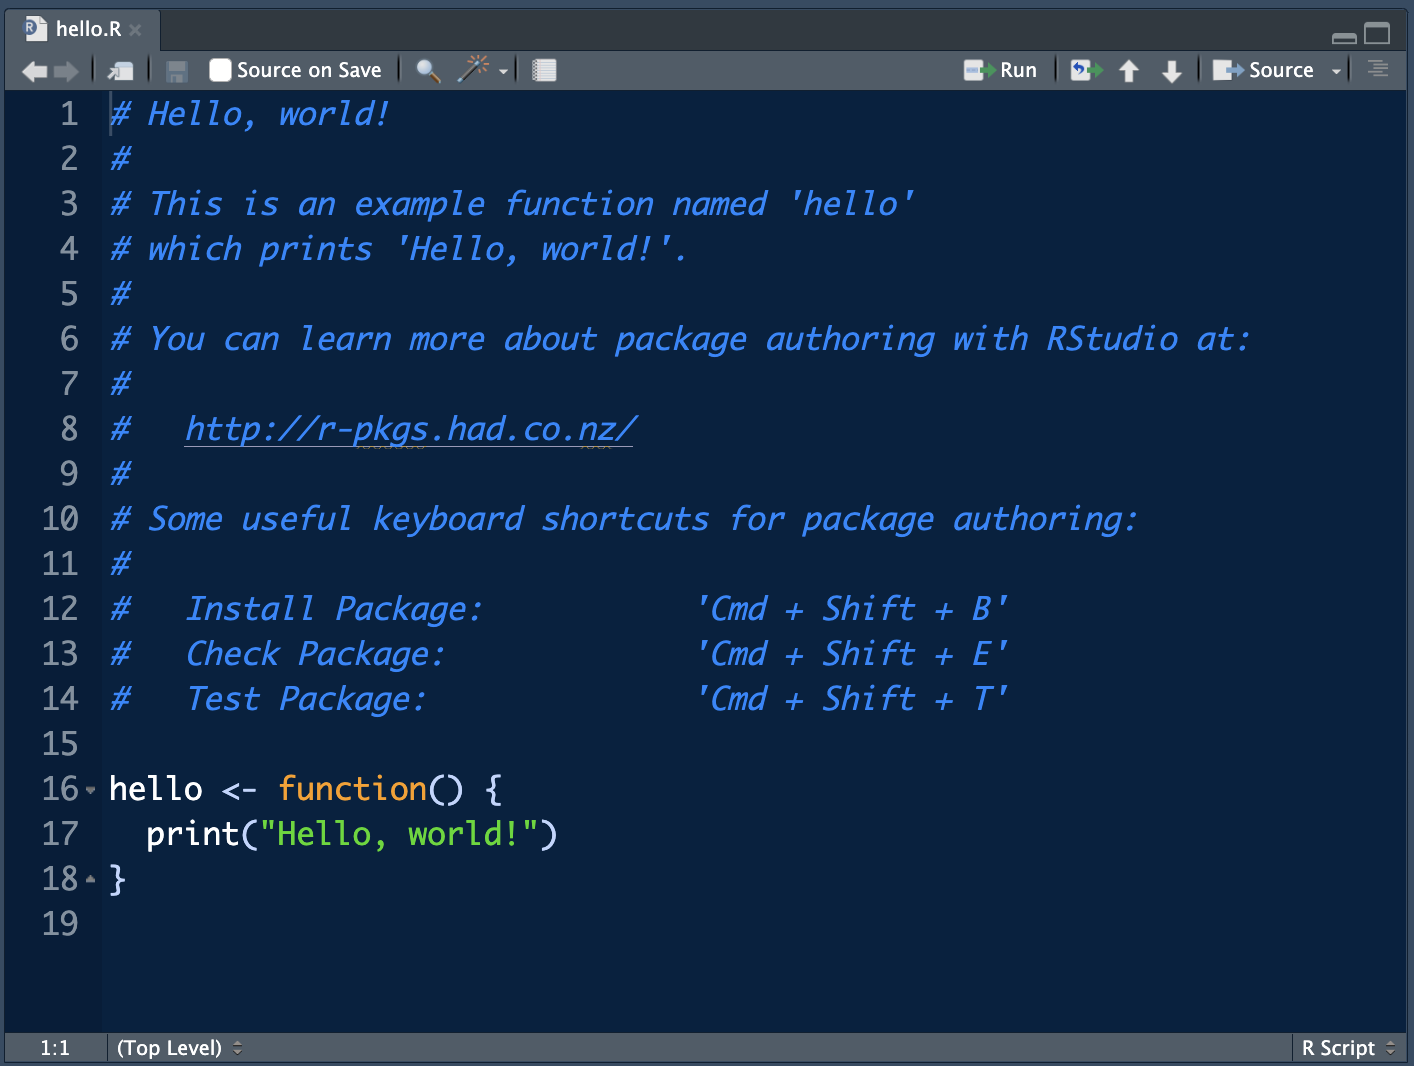 hello.R
Source on Save Run Source
1 # Hello, world!
2 #
3 # This is an example function named 'hello'
4 # which prints 'Hello, world!'.
5 #
6 # You can learn more about package authoring with RStudio at:
7 #
8 #   http://r-pkgs.had.co.nz/
9 #
10 # Some useful keyboard shortcuts for package authoring:
11 #
12 #   Install Package:           'Cmd + Shift + B'
13 #   Check Package:             'Cmd + Shift + E'
14 #   Test Package:              'Cmd + Shift + T'
15
16 hello <- function() {
17   print("Hello, world!")
18 }
19
1:1 (Top Level) R Script